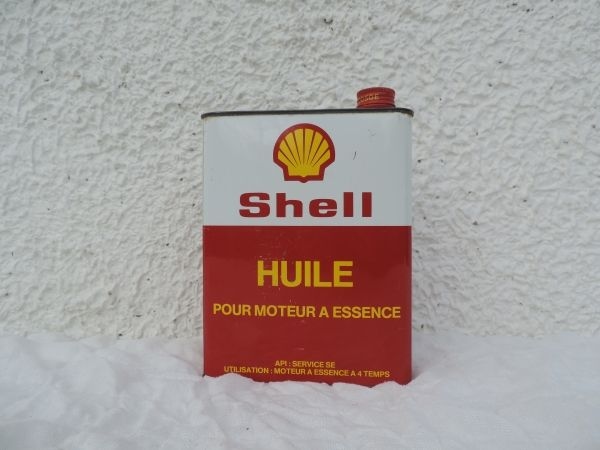 Shell
HUILE
POUR MOTEUR A ESSENCE
API : SERVICE SE
UTILISATION : MOTEUR A ESSENCE A 4 TEMPS